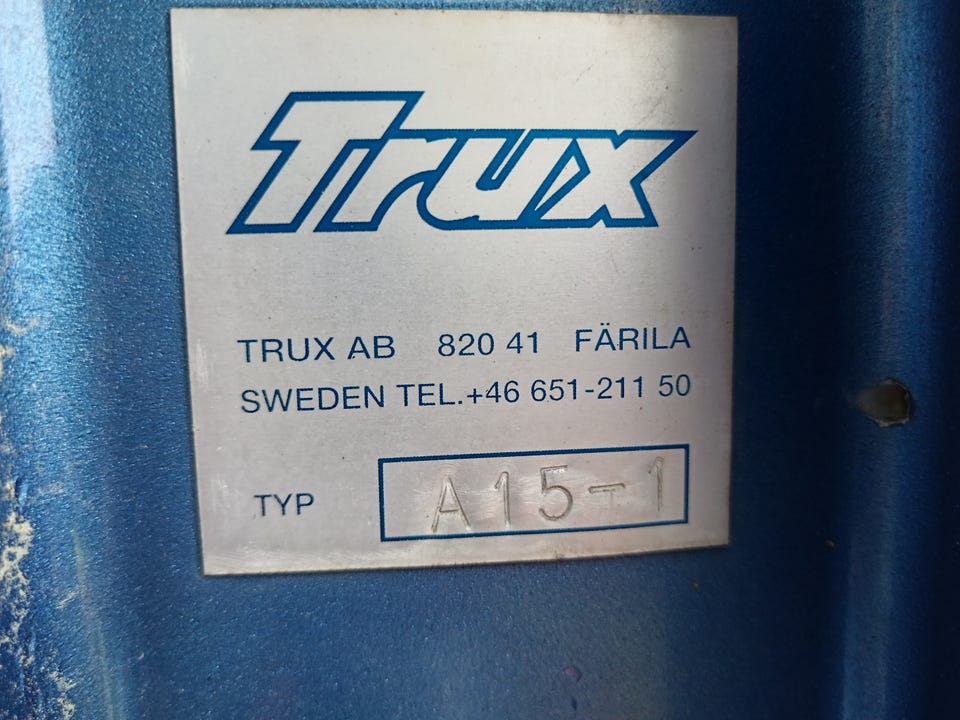 Trux
TRUX AB 820 41 FÄRILA
SWEDEN TEL.+46 651-211 50
TYP A15-1